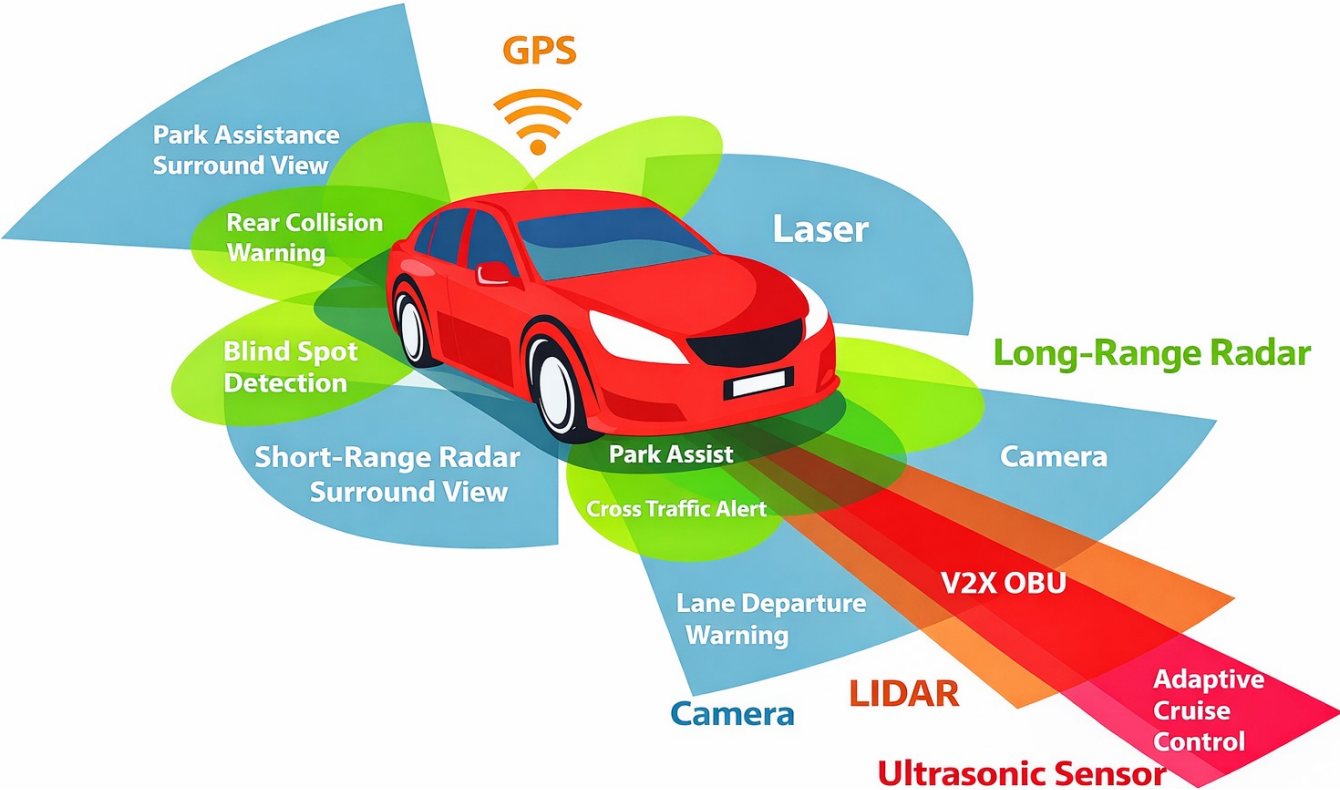 GPS
Park Assistance
Surround View
Rear Collision
Warning
Laser
Blind Spot
Detection
Long-Range Radar
Short-Range Radar
Surround View
Park Assist
Camera
Cross Traffic Alert
V2X OBU
Lane Departure
Warning
LIDAR
Camera
Adaptive
Cruise
Control
Ultrasonic Sensor